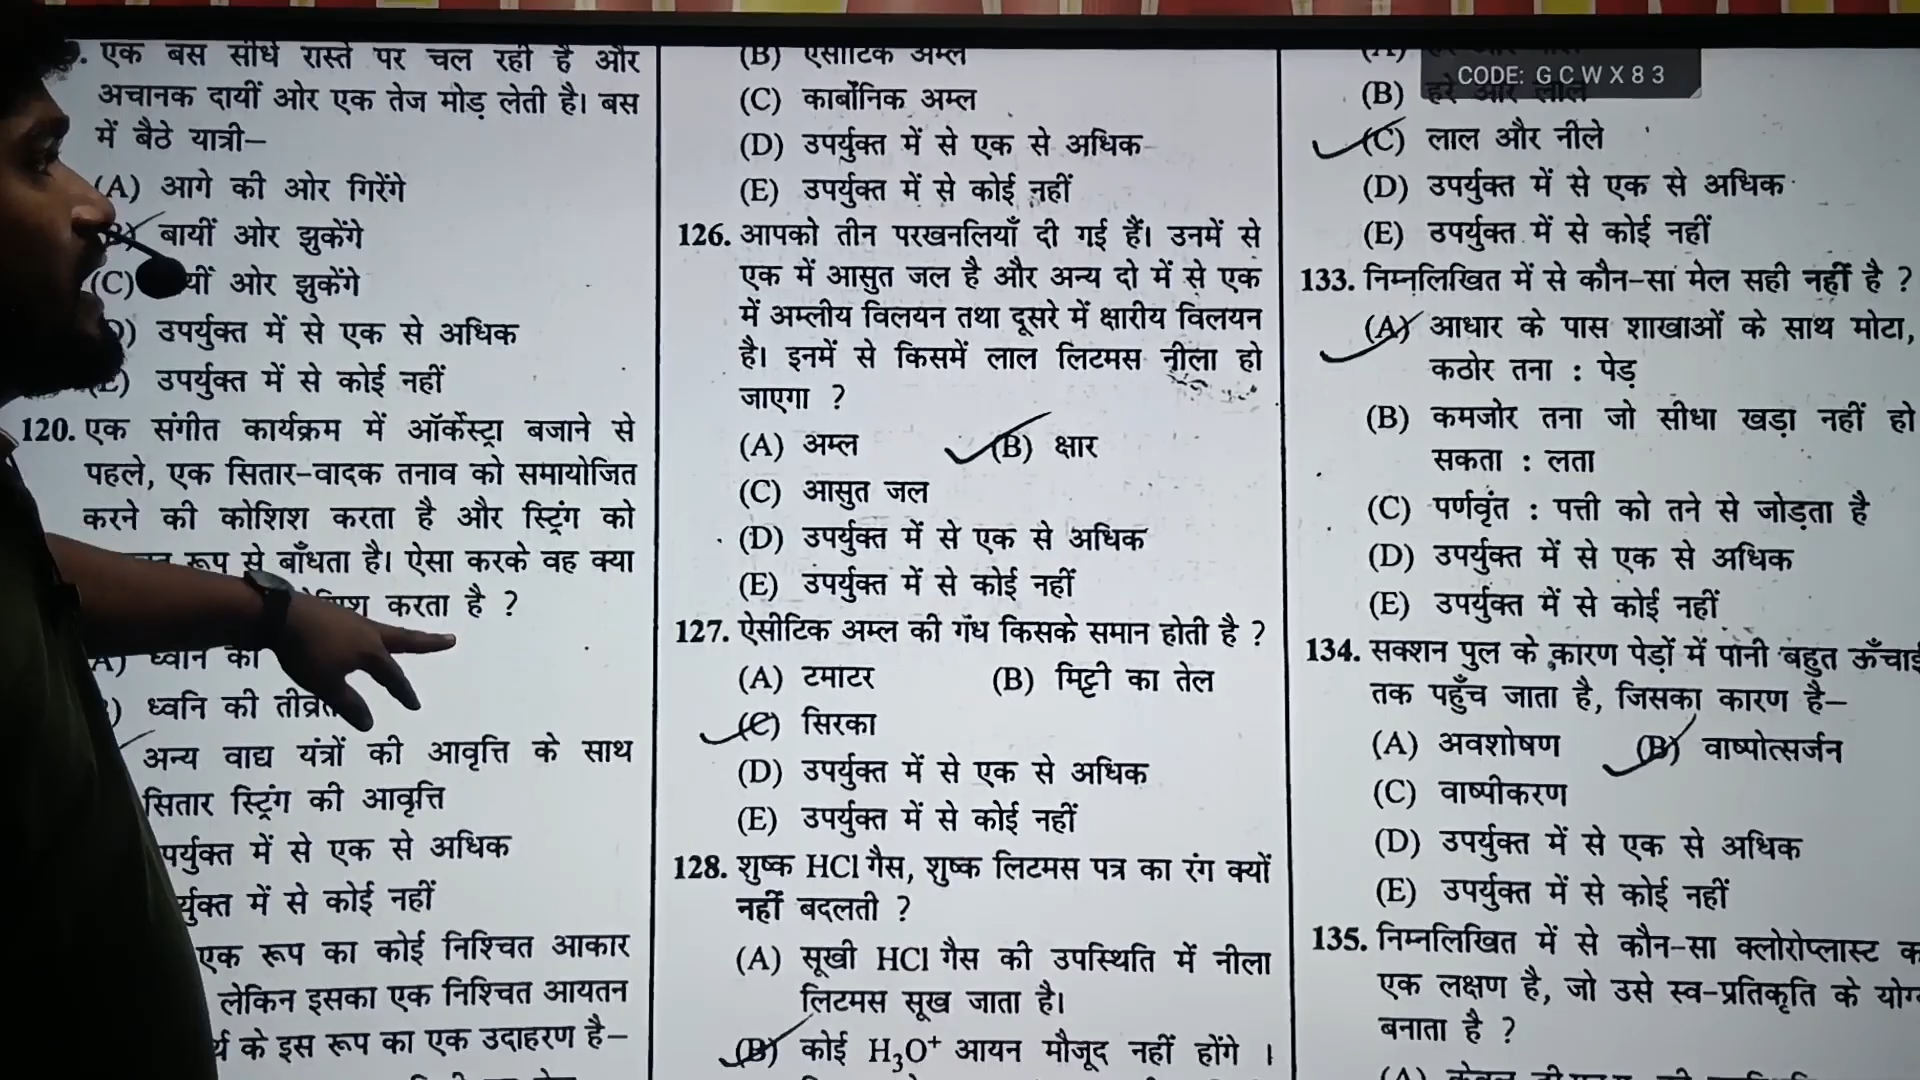 एक बस सीधे रास्ते पर चल रही है और
अचानक दायीं ओर एक तेज मोड़ लेती है। बस
में बैठे यात्री–
(A) आगे की ओर गिरेंगे
बायीं ओर झुकेंगे
(C) ओर झुकेंगे
उपर्युक्त में से एक से अधिक
उपर्युक्त में से कोई नहीं
120. एक संगीत कार्यक्रम में ऑर्केस्ट्रा बजाने से
पहले, एक सितार-वादक तनाव को समायोजित
करने की कोशिश करता है और स्ट्रिंग को
रूप से बाँधता है। ऐसा करके वह क्या
करता है ?
ध्वनि की
ध्वनि की
अन्य वाद्य यंत्रों की आवृत्ति के साथ
सितार स्ट्रिंग की आवृत्ति
में से एक से अधिक
में से कोई नहीं
एक रूप का कोई निश्चित आकार
लेकिन इसका एक निश्चित आयतन
के इस रूप का एक उदाहरण है–
(B) ऐसीटिक अम्ल
(C) कार्बोनिक अम्ल
(D) उपर्युक्त में से एक से अधिक
(E) उपर्युक्त में से कोई नहीं
126. आपको तीन परखनलियाँ दी गई हैं। उनमें से
एक में आसुत जल है और अन्य दो में से एक
में अम्लीय विलयन तथा दूसरे में क्षारीय विलयन
है। इनमें से किसमें लाल लिटमस नीला हो
जाएगा ?
(A) अम्ल (B) क्षार
(C) आसुत जल
(D) उपर्युक्त में से एक से अधिक
(E) उपर्युक्त में से कोई नहीं
127. ऐसीटिक अम्ल की गंध किसके समान होती है ?
(A) टमाटर (B) मिट्टी का तेल
(C) सिरका
(D) उपर्युक्त में से एक से अधिक
(E) उपर्युक्त में से कोई नहीं
128. शुष्क HCl गैस, शुष्क लिटमस पत्र का रंग क्यों
नहीं बदलती ?
(A) सूखी HCl गैस की उपस्थिति में नीला
लिटमस सूख जाता है।
(B) कोई H₃O⁺ आयन मौजूद नहीं होंगे ।
CODE: GCWX83
(B) हरे और लाल
(C) लाल और नीले
(D) उपर्युक्त में से एक से अधिक
(E) उपर्युक्त में से कोई नहीं
133. निम्नलिखित में से कौन-सा मेल सही नहीं है ?
(A) आधार के पास शाखाओं के साथ मोटा,
कठोर तना : पेड़
(B) कमजोर तना जो सीधा खड़ा नहीं हो
सकता : लता
(C) पर्णवृंत : पत्ती को तने से जोड़ता है
(D) उपर्युक्त में से एक से अधिक
(E) उपर्युक्त में से कोई नहीं
134. सक्शन पुल के कारण पेड़ों में पानी बहुत
तक पहुँच जाता है, जिसका कारण है–
(A) अवशोषण (B) वाष्पोत्सर्जन
(C) वाष्पीकरण
(D) उपर्युक्त में से एक से अधिक
(E) उपर्युक्त में से कोई नहीं
135. निम्नलिखित में से कौन-सा क्लोरोप्लास्ट
एक लक्षण है, जो उसे स्व-प्रतिकृति के
बनाता है ?